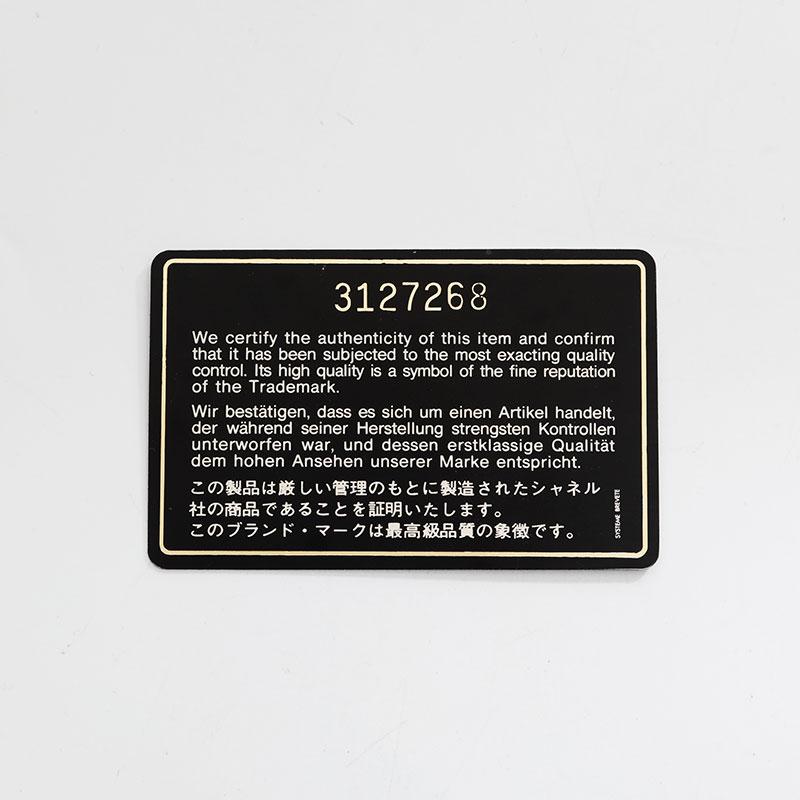 3127268
We certify the authenticity of this item and confirm
that it has been subjected to the most exacting quality
control. Its high quality is a symbol of the fine reputation
of the Trademark.
Wir bestätigen, dass es sich um einen Artikel handelt,
der während seiner Herstellung strengsten Kontrollen
unterworfen war, und dessen erstklassige Qualität
dem hohen Ansehen unserer Marke entspricht.
この製品は厳しい管理のもとに製造されたシャネル
社の商品であることを証明いたします。
このブランド・マークは最高級品質の象徴です。
SYSTEME BREVETE